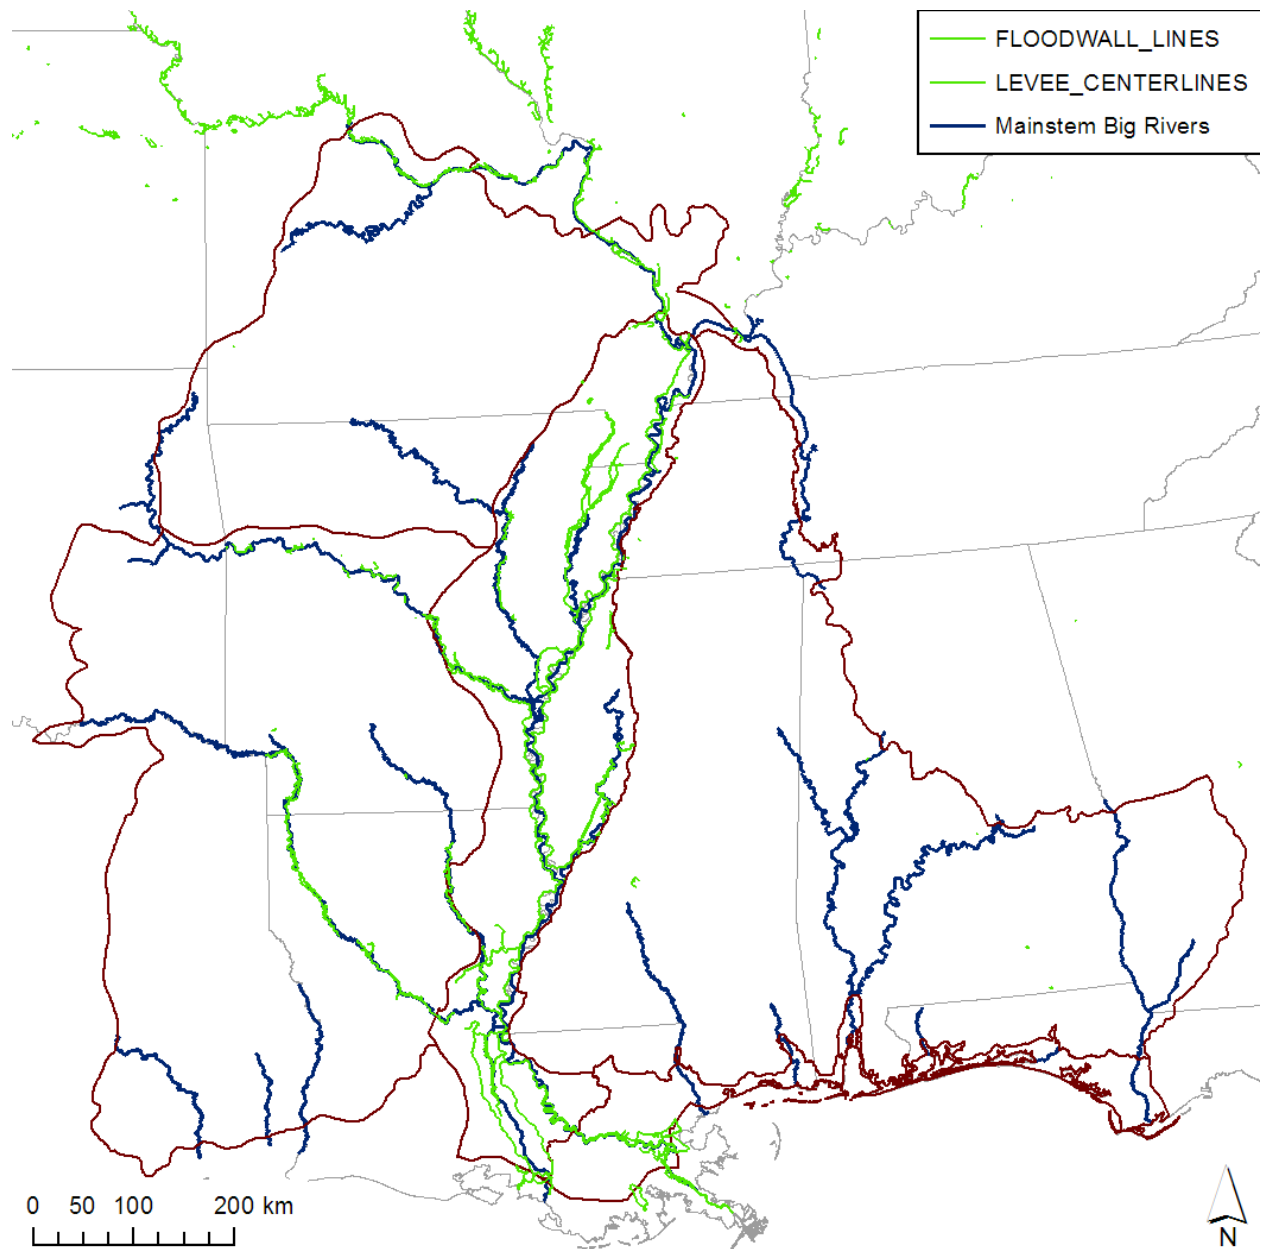 FLOODWALL_LINES
LEVEE_CENTERLINES
Mainstem Big Rivers
0 50 100 200 km
N